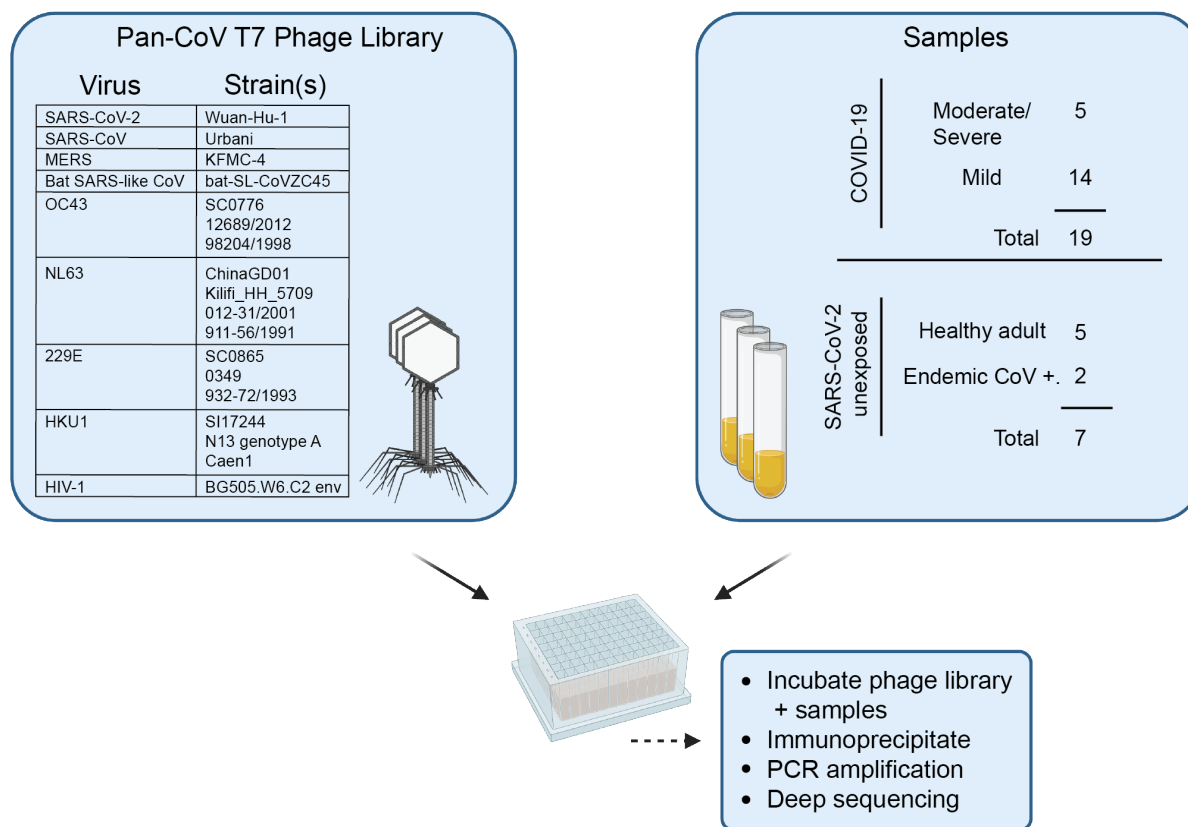 Pan-CoV T7 Phage Library
Virus Strain(s)
SARS-CoV-2 Wuan-Hu-1
SARS-CoV Urbani
MERS KFMC-4
Bat SARS-like CoV bat-SL-CoVZC45
OC43 SC0776
12689/2012
98204/1998
NL63 ChinaGD01
Kilifi_HH_5709
012-31/2001
911-56/1991
229E SC0865
0349
932-72/1993
HKU1 SI17244
N13 genotype A
Caen1
HIV-1 BG505.W6.C2 env
Samples
COVID-19
Moderate/
Severe 5
Mild 14
Total 19
SARS-CoV-2
unexposed
Healthy adult 5
Endemic CoV +. 2
Total 7
• Incubate phage library
+ samples
• Immunoprecipitate
• PCR amplification
• Deep sequencing